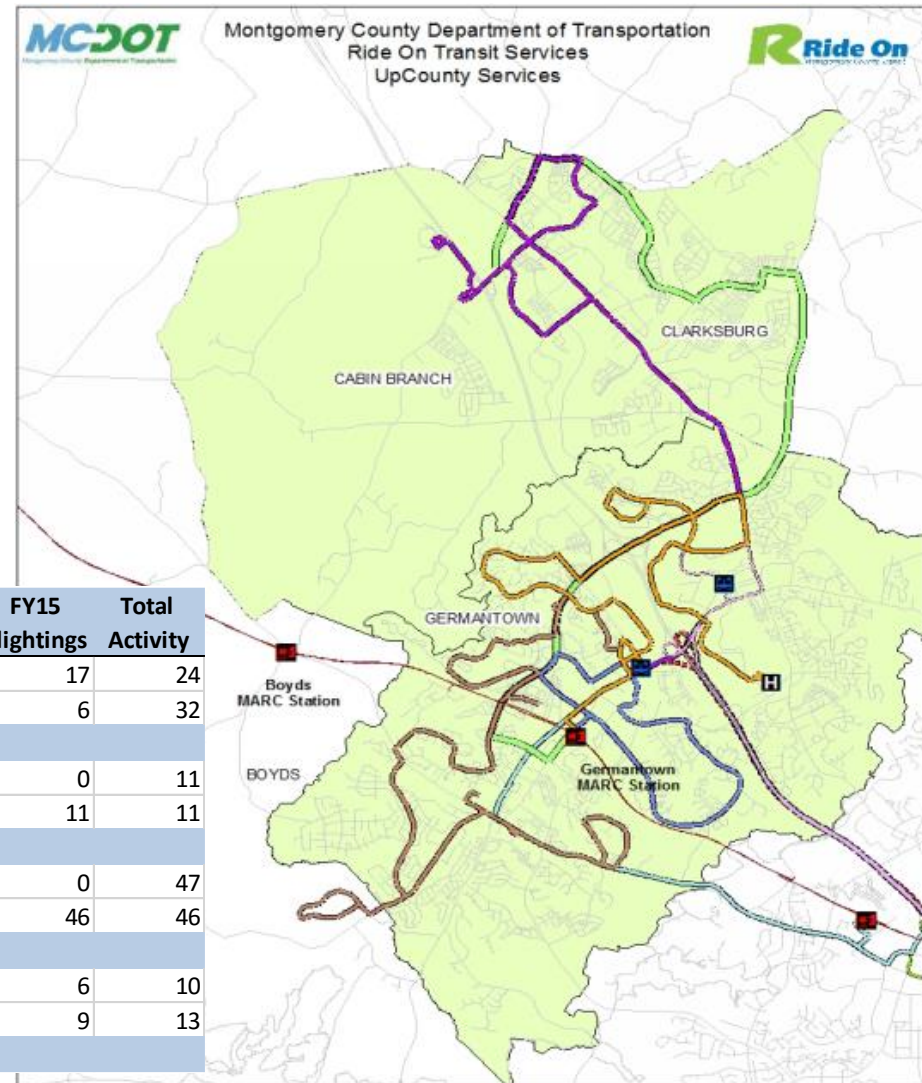 MCDOT
Montgomery County Department of Transportation
Ride On Transit Services
UpCounty Services
Ride On
CLARKSBURG
CABIN BRANCH
GERMANTOWN
Boyds
MARC Station
BOYDS
Germantown
MARC Station
H
FY15 Total
lightings Activity
17 24
6 32
0 11
11 11
0 47
46 46
6 10
9 13